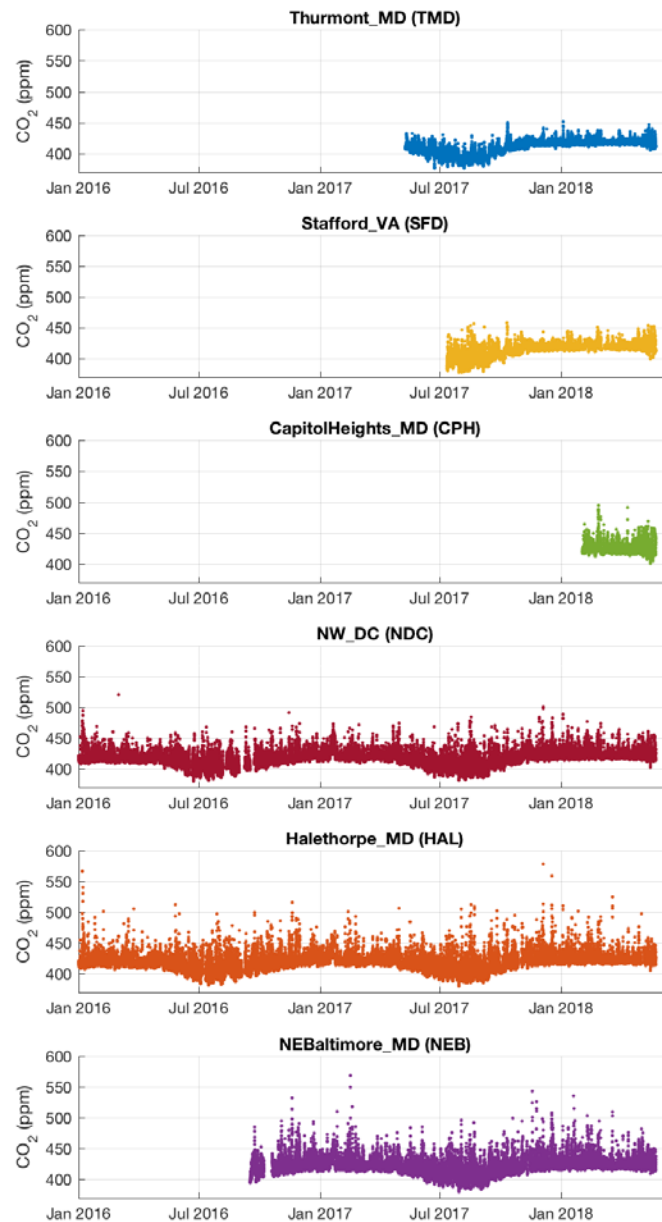 Thurmont_MD (TMD)
CO2 (ppm)
600
550
500
450
400
Jan 2016 Jul 2016 Jan 2017 Jul 2017 Jan 2018
Stafford_VA (SFD)
CO2 (ppm)
600
550
500
450
400
Jan 2016 Jul 2016 Jan 2017 Jul 2017 Jan 2018
CapitolHeights_MD (CPH)
CO2 (ppm)
600
550
500
450
400
Jan 2016 Jul 2016 Jan 2017 Jul 2017 Jan 2018
NW_DC (NDC)
CO2 (ppm)
600
550
500
450
400
Jan 2016 Jul 2016 Jan 2017 Jul 2017 Jan 2018
Halethorpe_MD (HAL)
CO2 (ppm)
600
550
500
450
400
Jan 2016 Jul 2016 Jan 2017 Jul 2017 Jan 2018
NEBaltimore_MD (NEB)
CO2 (ppm)
600
550
500
450
400
Jan 2016 Jul 2016 Jan 2017 Jul 2017 Jan 2018